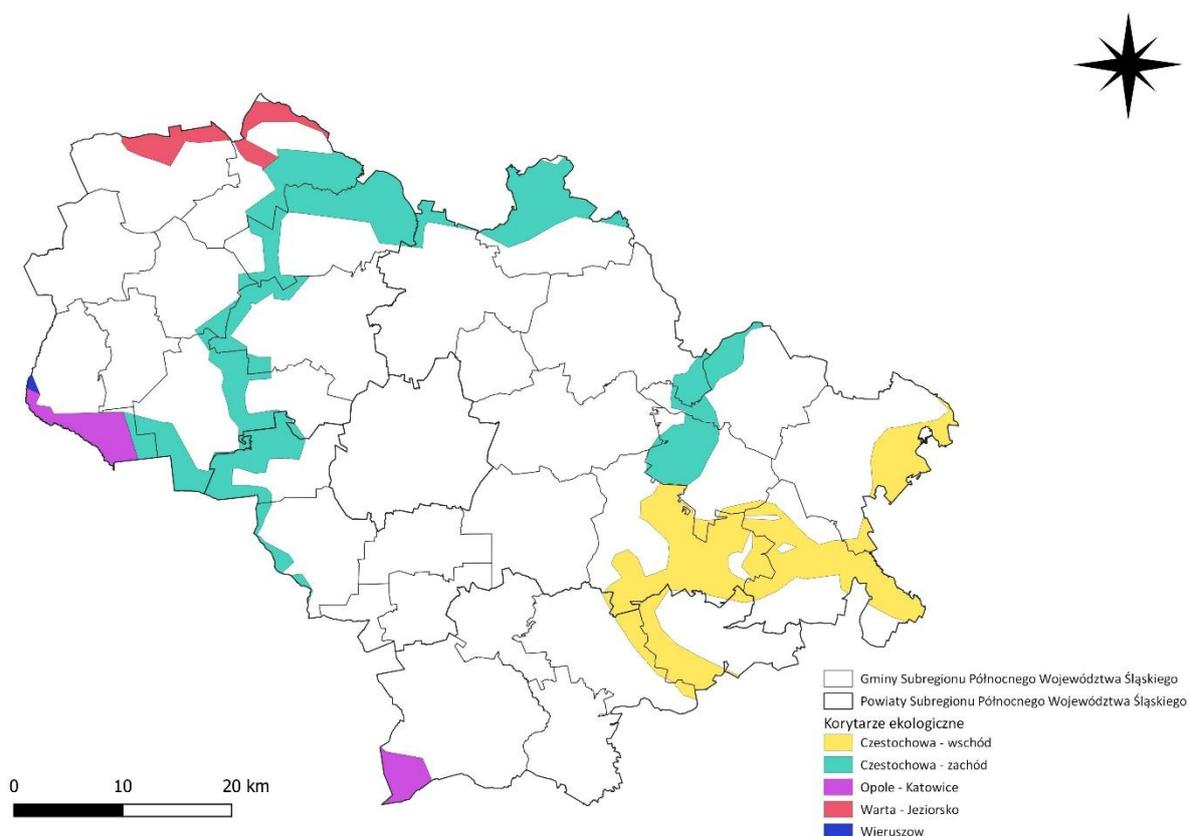 Gminy Subregionu Północnego Województwa Śląskiego
Powiaty Subregionu Północnego Województwa Śląskiego
Korytarze ekologiczne
Czestochowa - wschód
Czestochowa - zachód
Opole - Katowice
Warta - Jeziorsko
Wieruszow
0 10 20 km